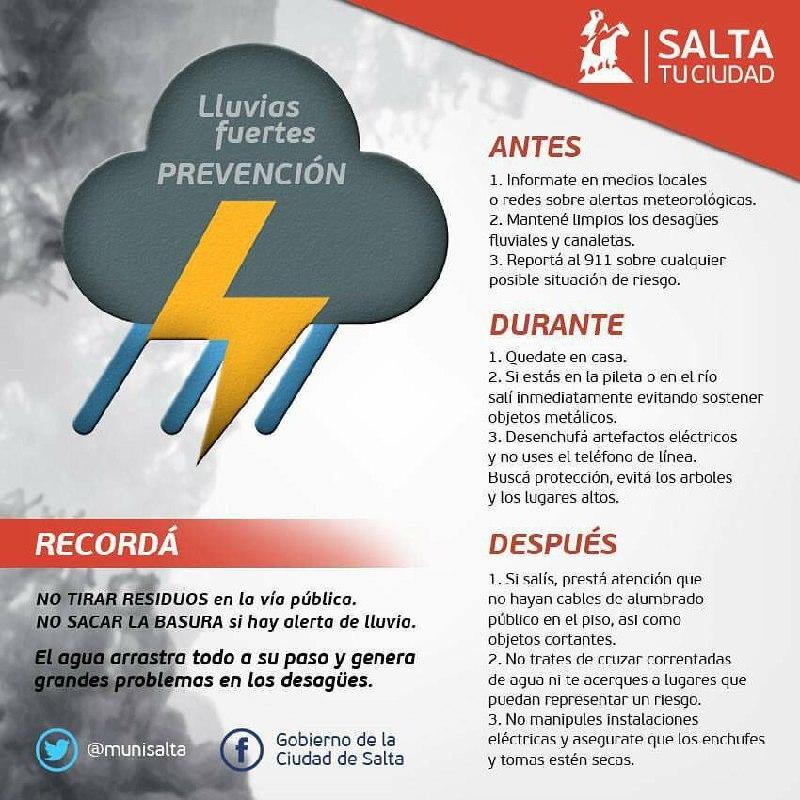 SALTA
TU CIUDAD
Lluvias
fuertes
PREVENCIÓN
ANTES
1. Informate en medios locales
o redes sobre alertas meteorológicas.
2. Mantené limpios los desagües
fluviales y canaletas.
3. Reportá al 911 sobre cualquier
posible situación de riesgo.
DURANTE
1. Quedate en casa.
2. Si estás en la pileta o en el río
salí inmediatamente evitando sostener
objetos metálicos.
3. Desenchufá artefactos eléctricos
y no uses el teléfono de línea.
Buscá protección, evitá los arboles
y los lugares altos.
DESPUÉS
1. Si salís, prestá atención que
no hayan cables de alumbrado
público en el piso, asi como
objetos cortantes.
2. No trates de cruzar correntadas
de agua ni te acerques a lugares que
puedan representar un riesgo.
3. No manipules instalaciones
eléctricas y asegurate que los enchufes
y tomas estén secas.
RECORDÁ
NO TIRAR RESIDUOS en la vía pública.
NO SACAR LA BASURA si hay alerta de lluvia.
El agua arrastra todo a su paso y genera
grandes problemas en los desagües.
@munisalta
Gobierno de la
Ciudad de Salta